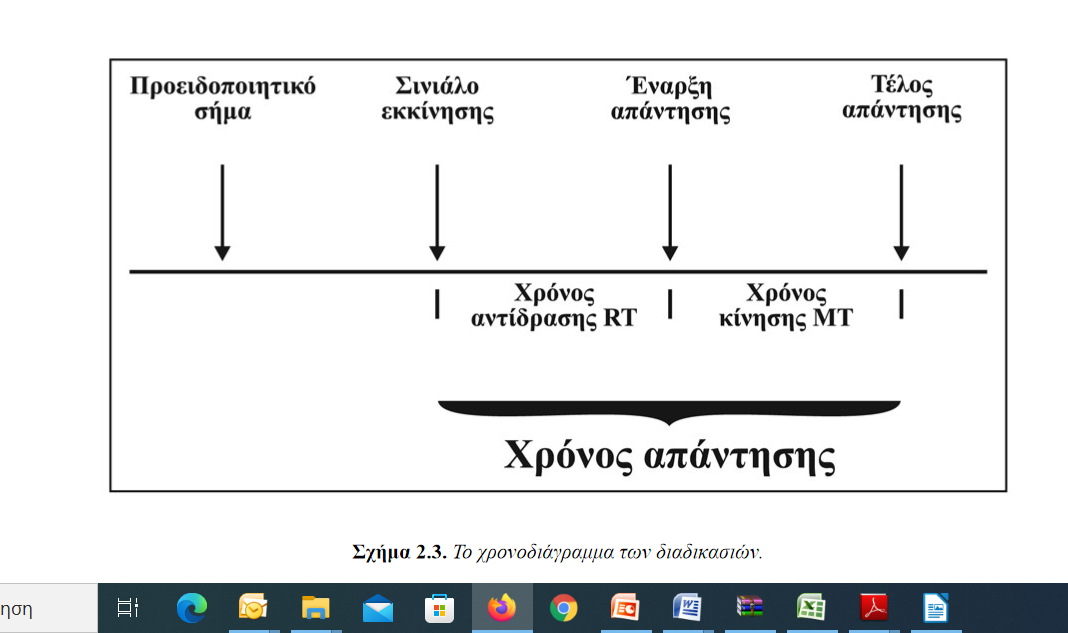 Προειδοποιητικό
σήμα
Σινιάλο
εκκίνησης
Έναρξη
απάντησης
Τέλος
απάντησης
Χρόνος
αντίδρασης RT
Χρόνος
κίνησης MT
Χρόνος απάντησης
Σχήμα 2.3. Το χρονοδιάγραμμα των διαδικασιών.
ηση